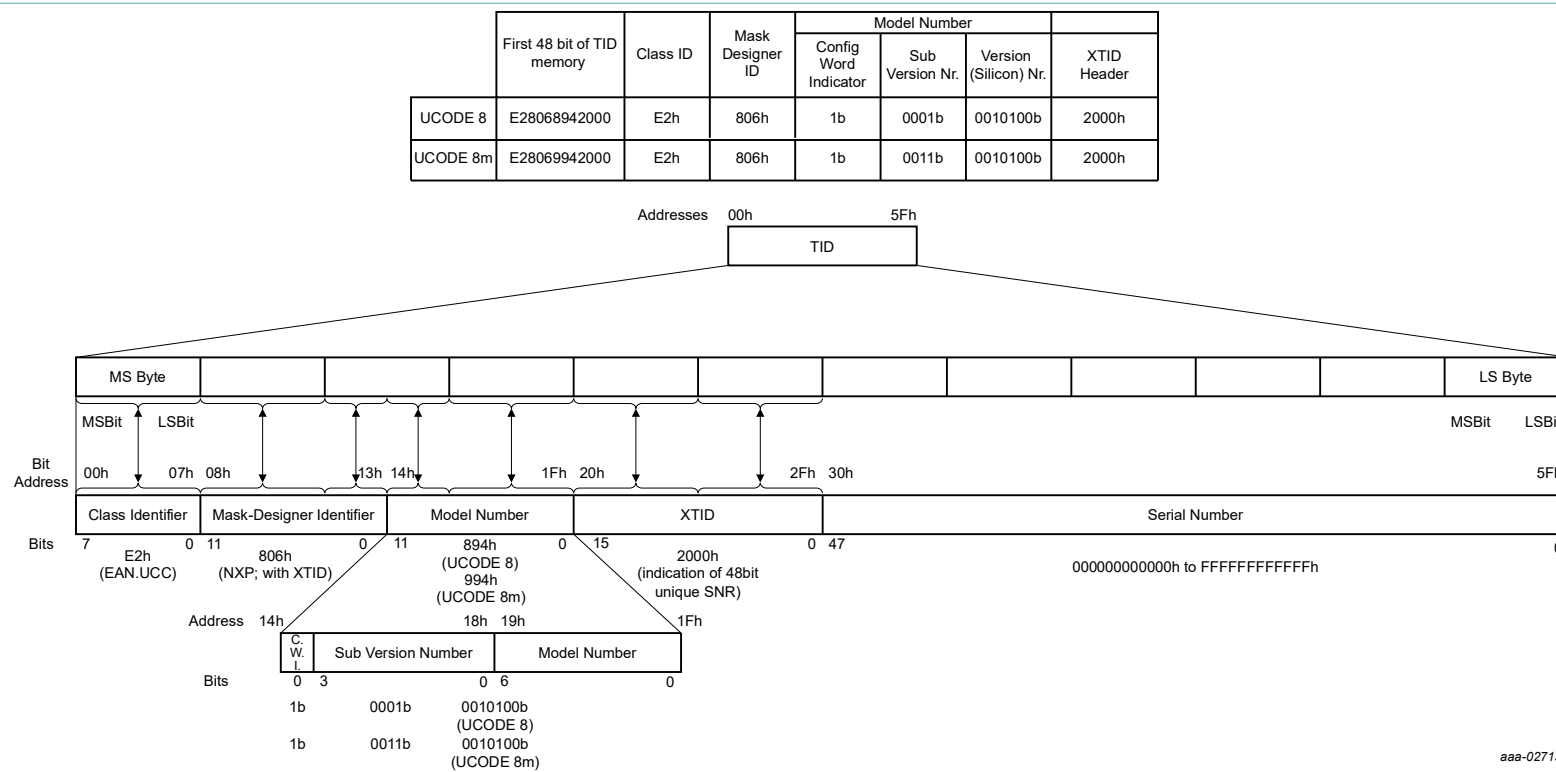 Model Number
First 48 bit of TID memory Class ID Mask Designer ID Config Word Indicator Sub Version Nr. Version (Silicon) Nr. XTID Header
UCODE 8 E28068942000 E2h 806h 1b 0001b 0010100b 2000h
UCODE 8m E28069942000 E2h 806h 1b 0011b 0010100b 2000h
Addresses 00h 5Fh
TID
MS Byte LS Byte
MSBit LSBit MSBit LSBi
Bit Address 00h 07h 08h 13h 14h 1Fh 20h 2Fh 30h 5F
Class Identifier Mask-Designer Identifier Model Number XTID Serial Number
Bits 7 0 11 0 11 894h 0 15 0 47
E2h 806h (UCODE 8) 2000h
(EAN.UCC) (NXP; with XTID) 994h (indication of 48bit 000000000000h to FFFFFFFFFFFFh
(UCODE 8m) unique SNR)
Address 14h 18h 19h 1Fh
C. W. I. Sub Version Number Model Number
Bits 0 3 0 6 0
1b 0001b 0010100b
(UCODE 8)
1b 0011b 0010100b
(UCODE 8m)
aaa-0271